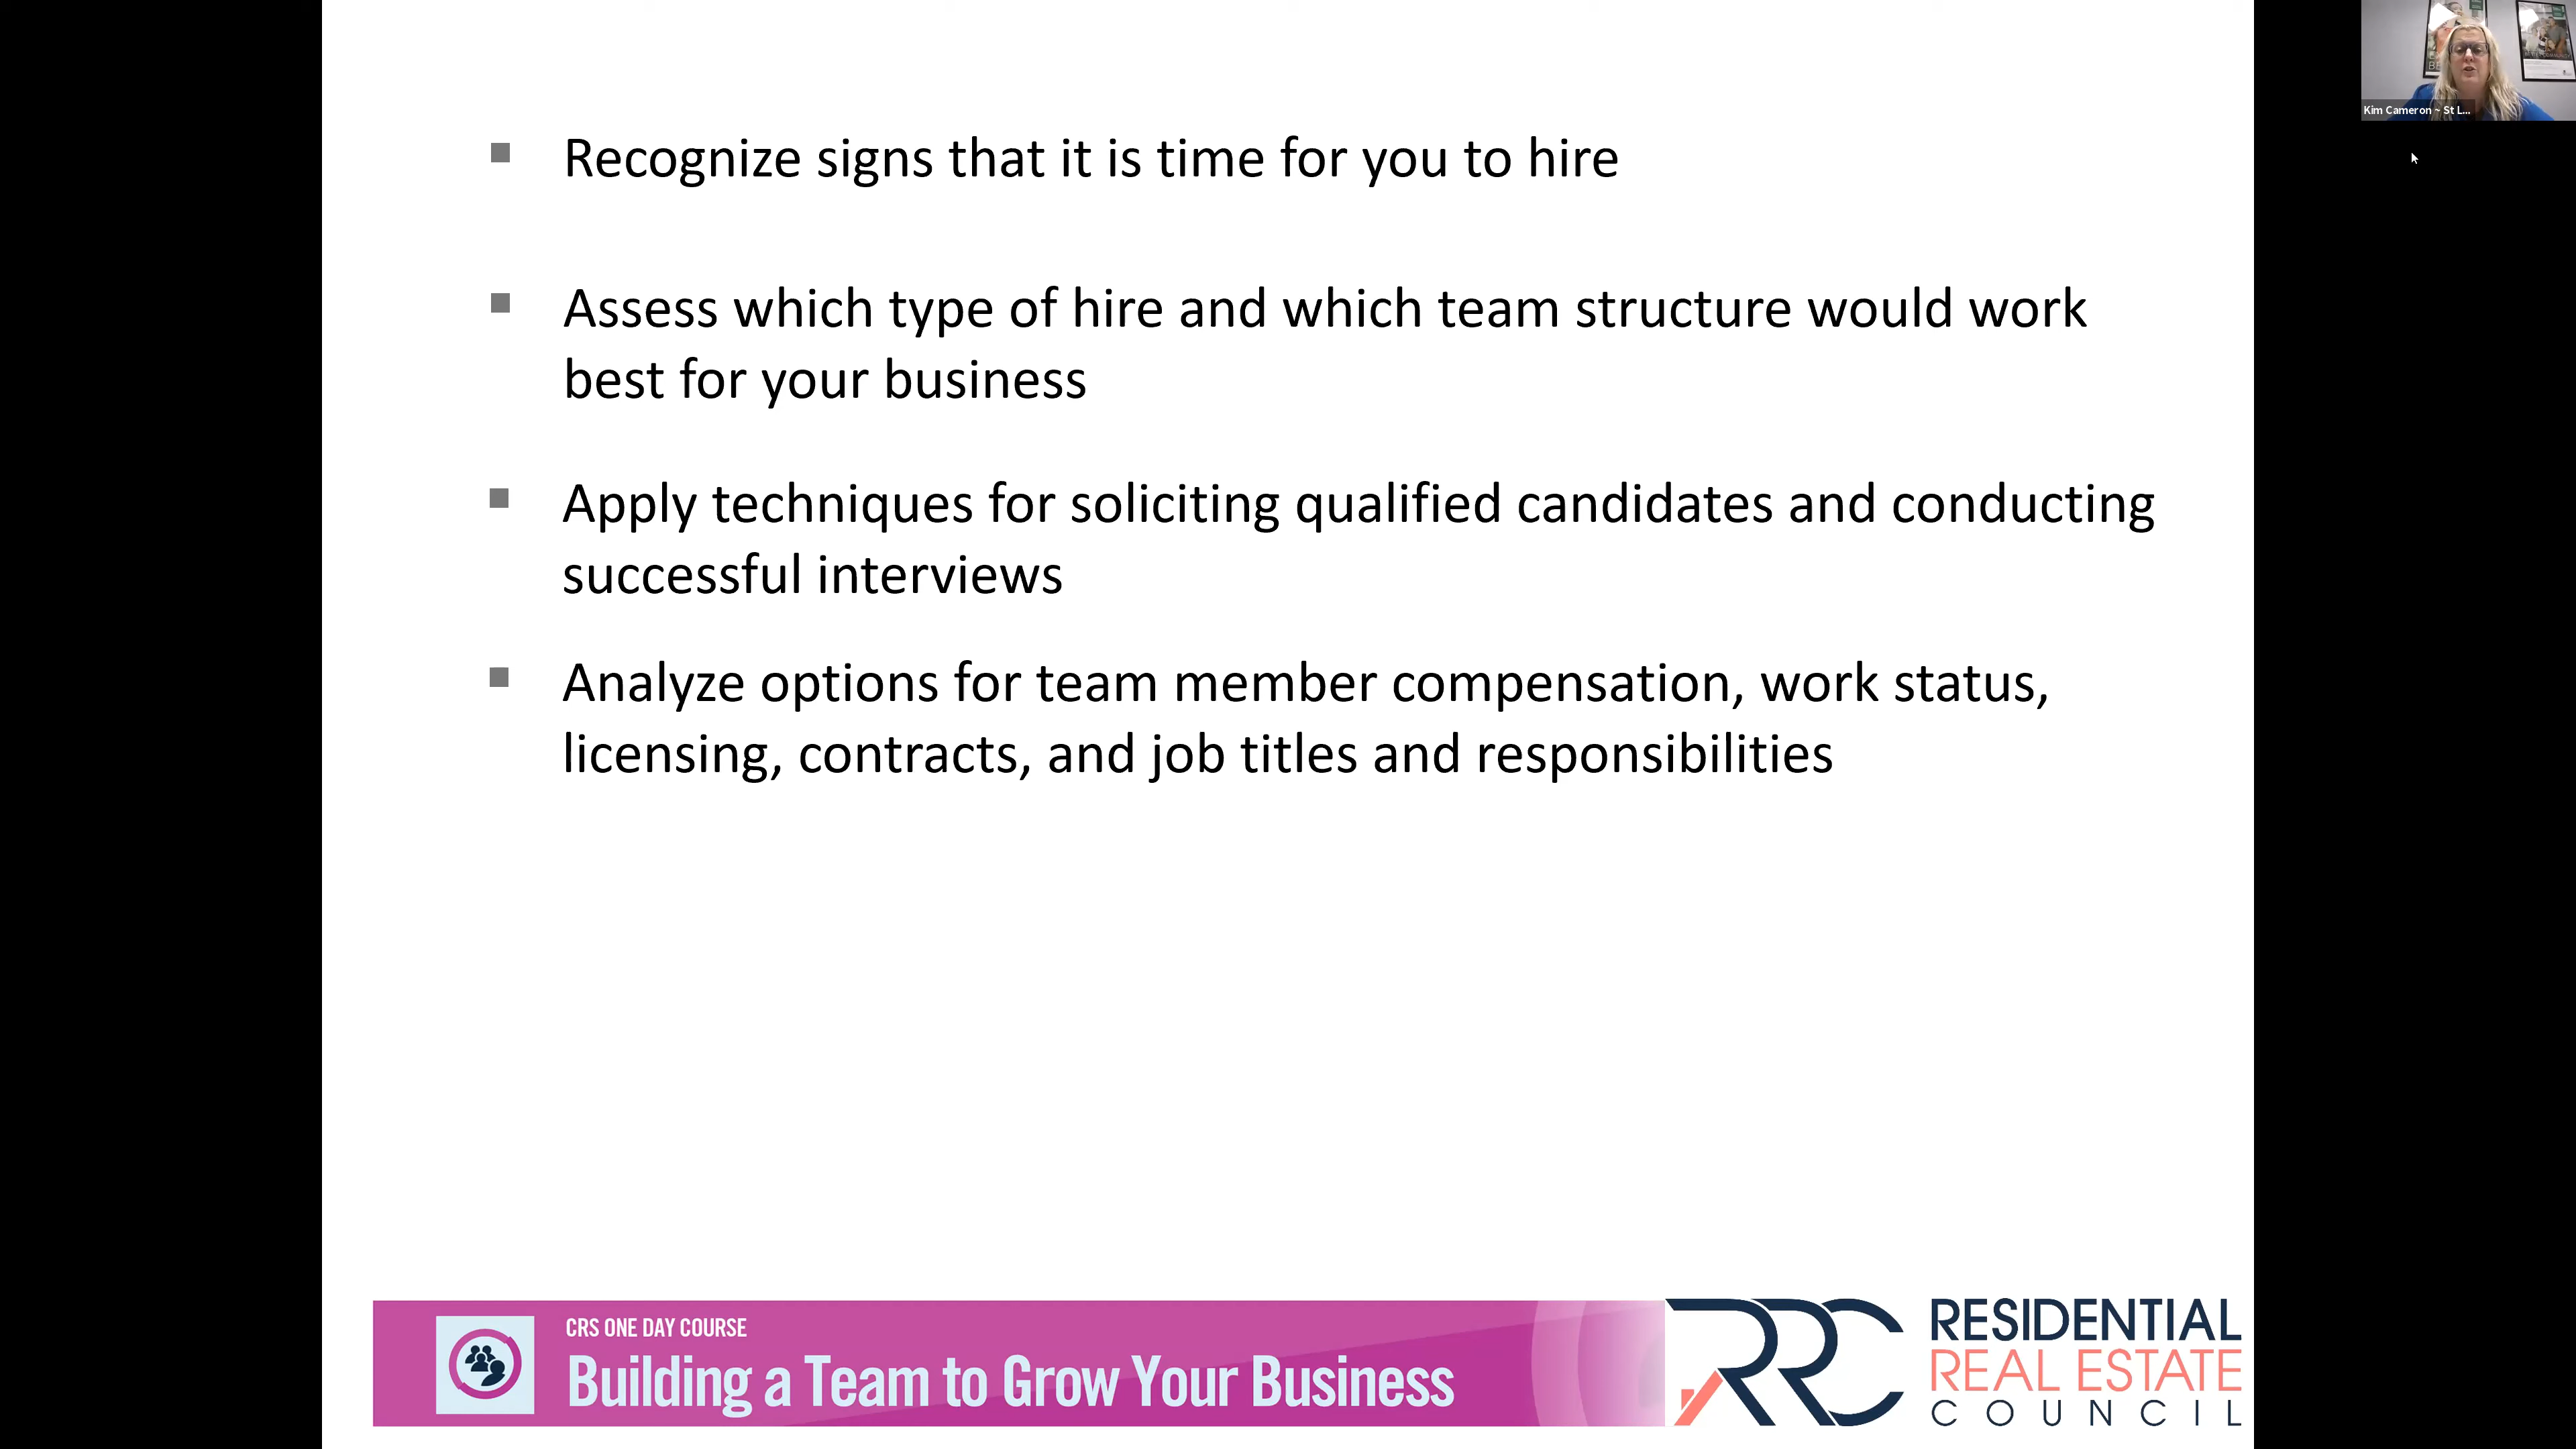 Kim Cameron ~ St L...
▪ Recognize signs that it is time for you to hire
▪ Assess which type of hire and which team structure would work
best for your business
▪ Apply techniques for soliciting qualified candidates and conducting
successful interviews
▪ Analyze options for team member compensation, work status,
licensing, contracts, and job titles and responsibilities
CRS ONE DAY COURSE
Building a Team to Grow Your Business
RRC
RESIDENTIAL
REAL ESTATE
COUNCIL